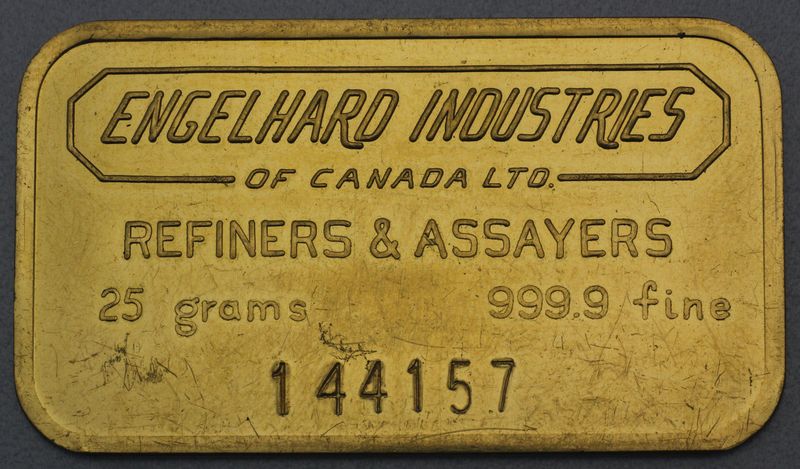 ENGELHARD INDUSTRIES
OF CANADA LTD.
REFINERS & ASSAYERS
25 grams 999.9 fine
144157